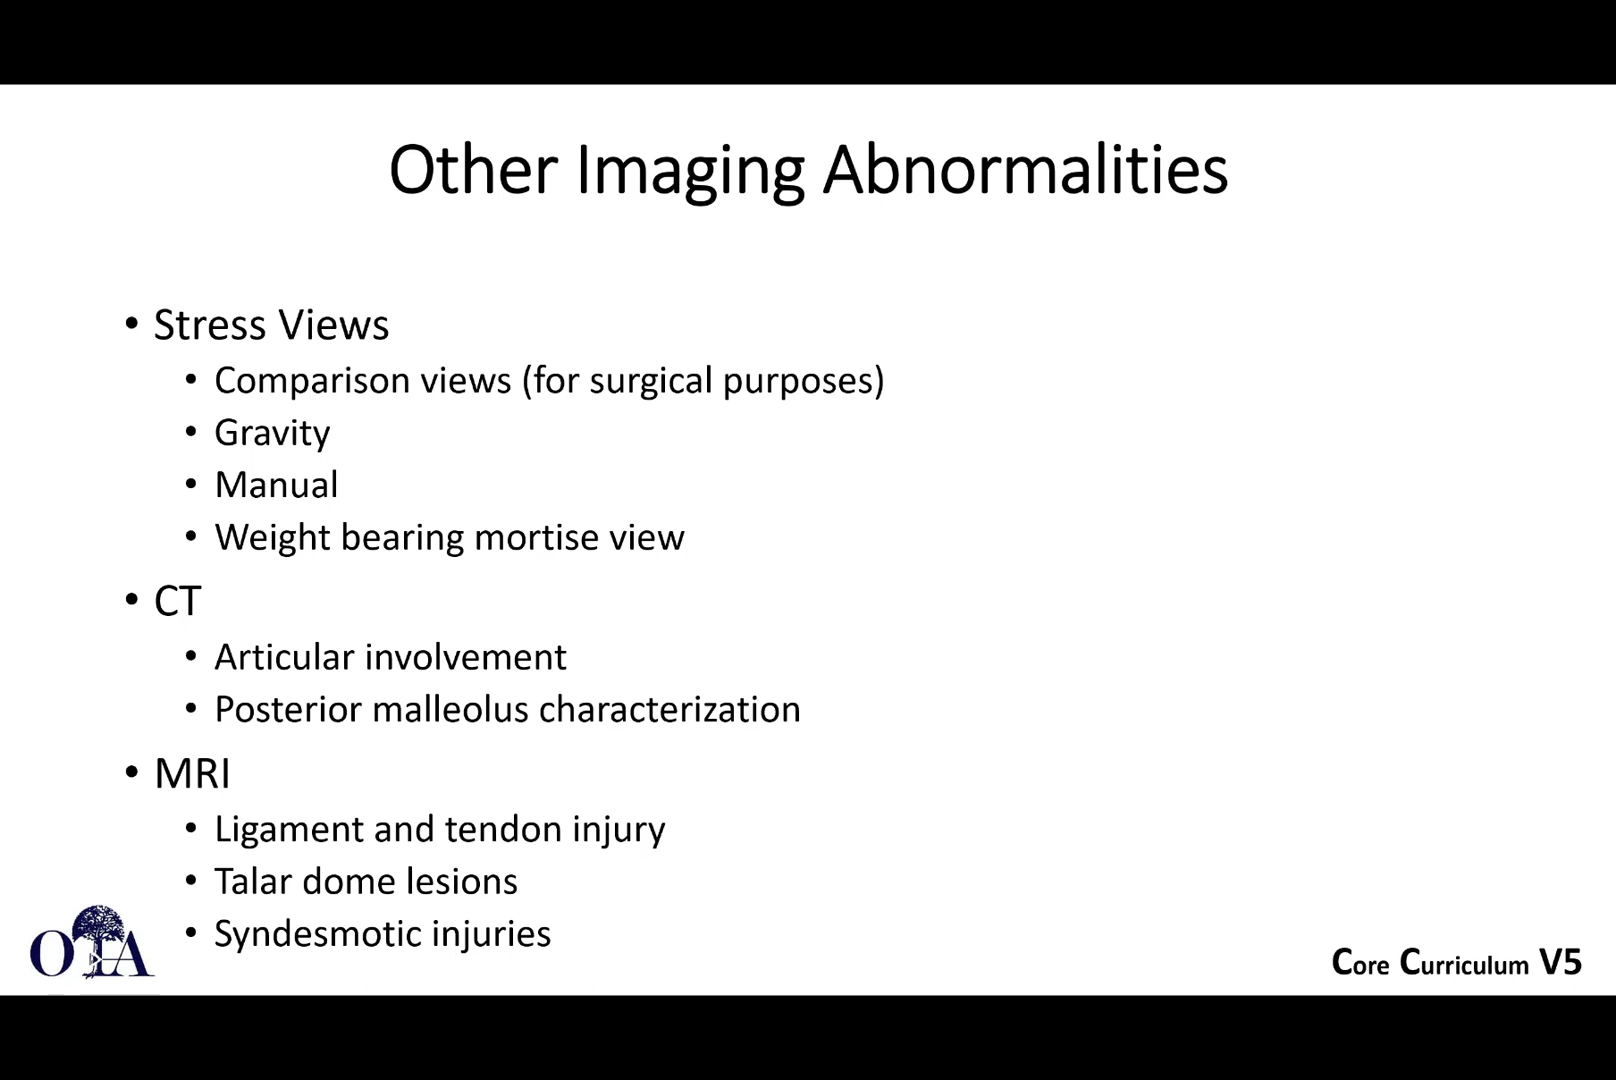 Other Imaging Abnormalities
• Stress Views
• Comparison views (for surgical purposes)
• Gravity
• Manual
• Weight bearing mortise view
• CT
• Articular involvement
• Posterior malleolus characterization
• MRI
• Ligament and tendon injury
• Talar dome lesions
• Syndesmotic injuries
OTA
Core Curriculum V5